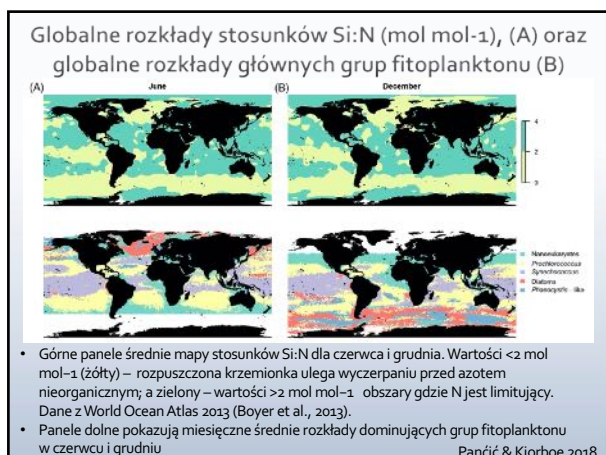 Globalne rozkłady stosunków Si:N (mol mol-1), (A) oraz
globalne rozkłady głównych grup fitoplanktonu (B)
(A) June (B) December
4
2
0
Nanoeukaryotes
Prochlorococcus
Synechococcus
Diatoms
Phaeocystis - like
• Górne panele średnie mapy stosunków Si:N dla czerwca i grudnia. Wartości <2 mol
mol−1 (żółty) – rozpuszczona krzemionka ulega wyczerpaniu przed azotem
nieorganicznym; a zielony – wartości >2 mol mol−1 obszary gdzie N jest limitujący.
Dane z World Ocean Atlas 2013 (Boyer et al., 2013).
• Panele dolne pokazują miesięczne średnie rozkłady dominujących grup fitoplanktonu
w czerwcu i grudniu
Pančić & Kiorboe 2018